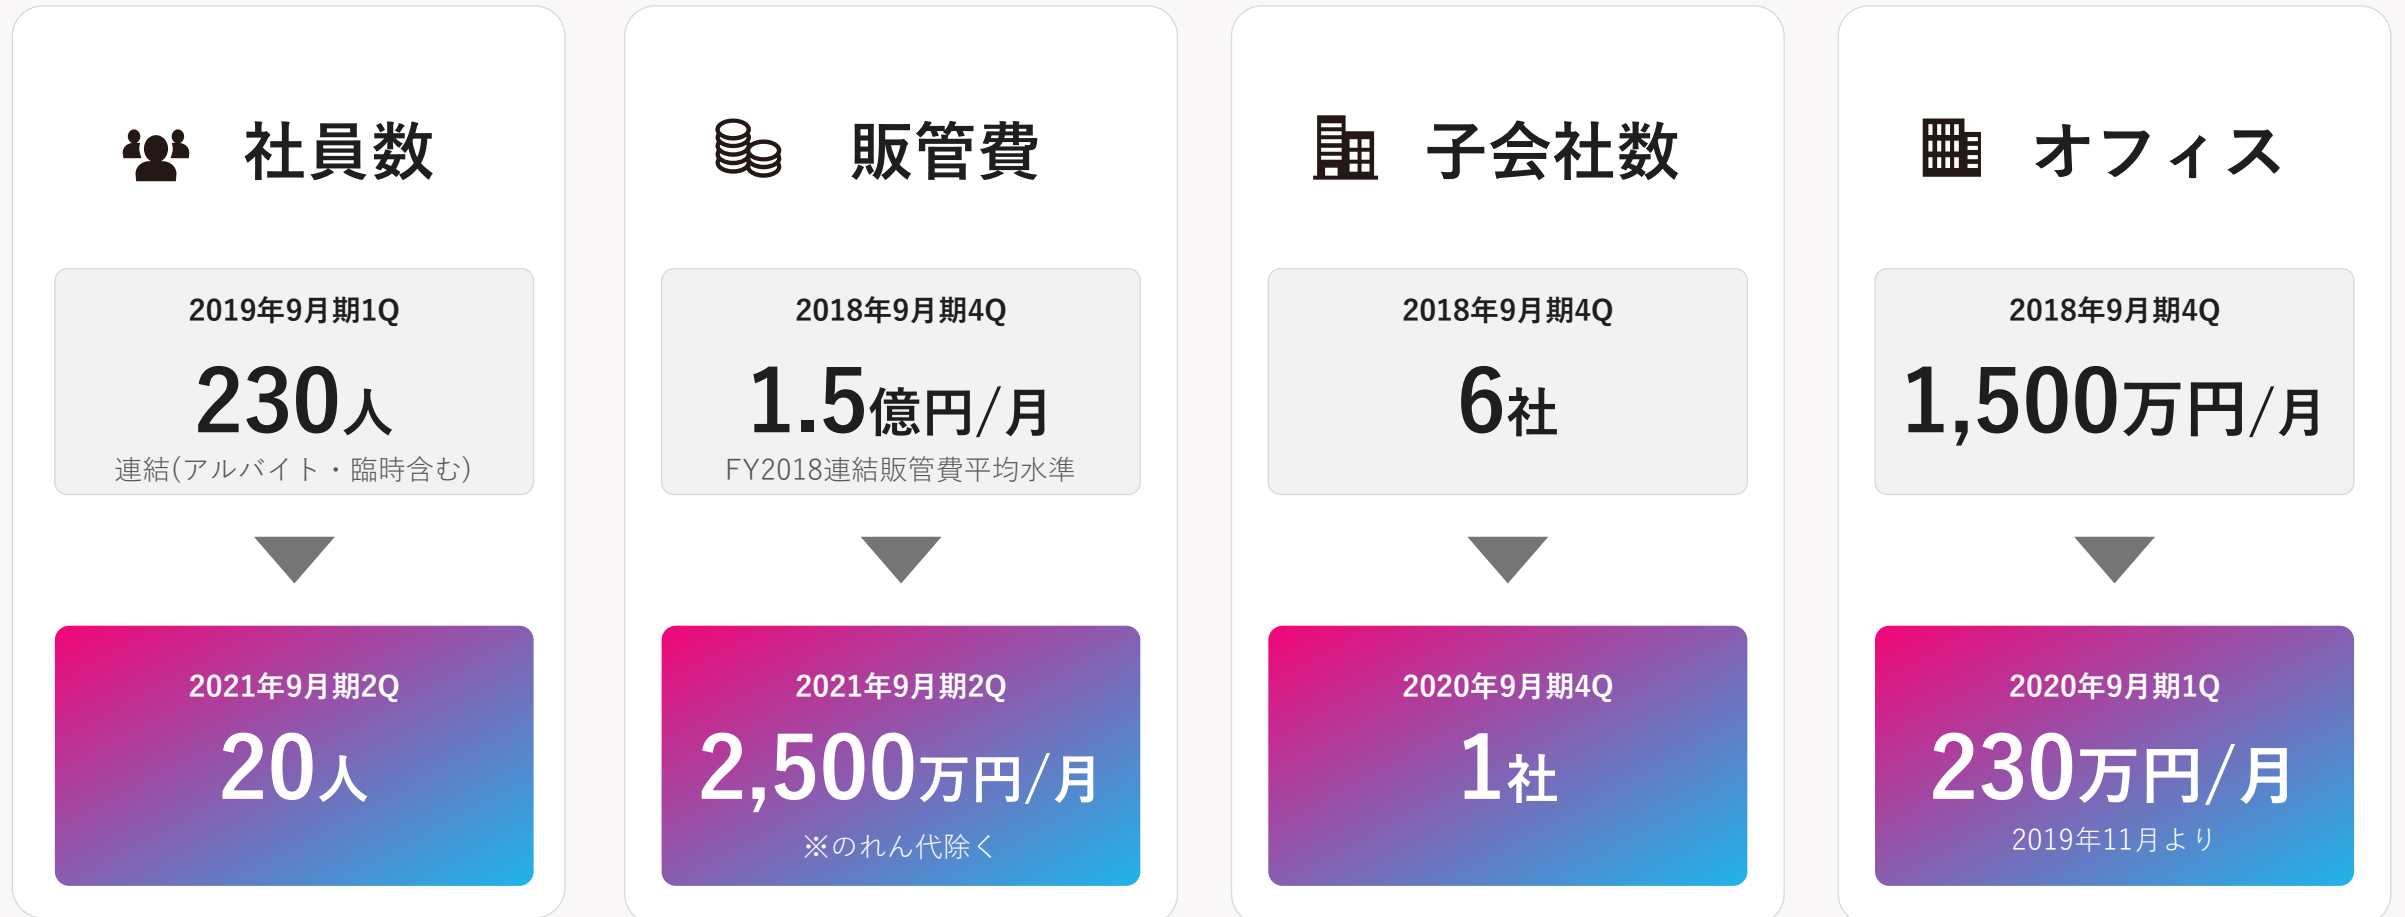 社員数
2019年9月期1Q
230人
連結(アルバイト・臨時含む)
2021年9月期2Q
20人
販管費
2018年9月期4Q
1.5億円/月
FY2018連結販管費平均水準
2021年9月期2Q
2,500万円/月
※のれん代除く
子会社数
2018年9月期4Q
6社
2020年9月期4Q
1社
オフィス
2018年9月期4Q
1,500万円/月
2020年9月期1Q
230万円/月
2019年11月より